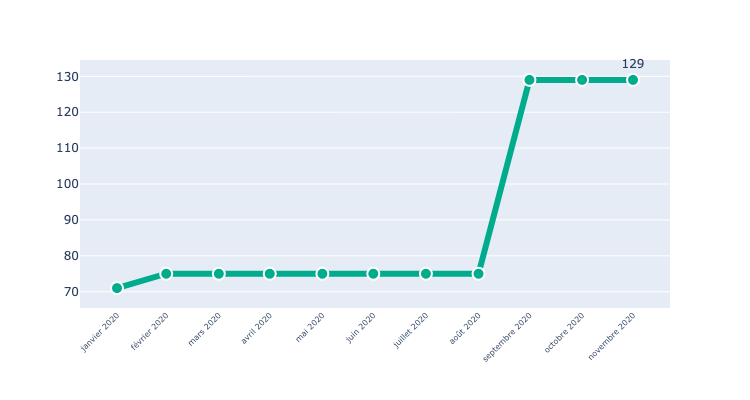 129
130
120
110
100
90
80
70
janvier 2020
février 2020
mars 2020
avril 2020
mai 2020
juin 2020
juillet 2020
août 2020
septembre 2020
octobre 2020
novembre 2020